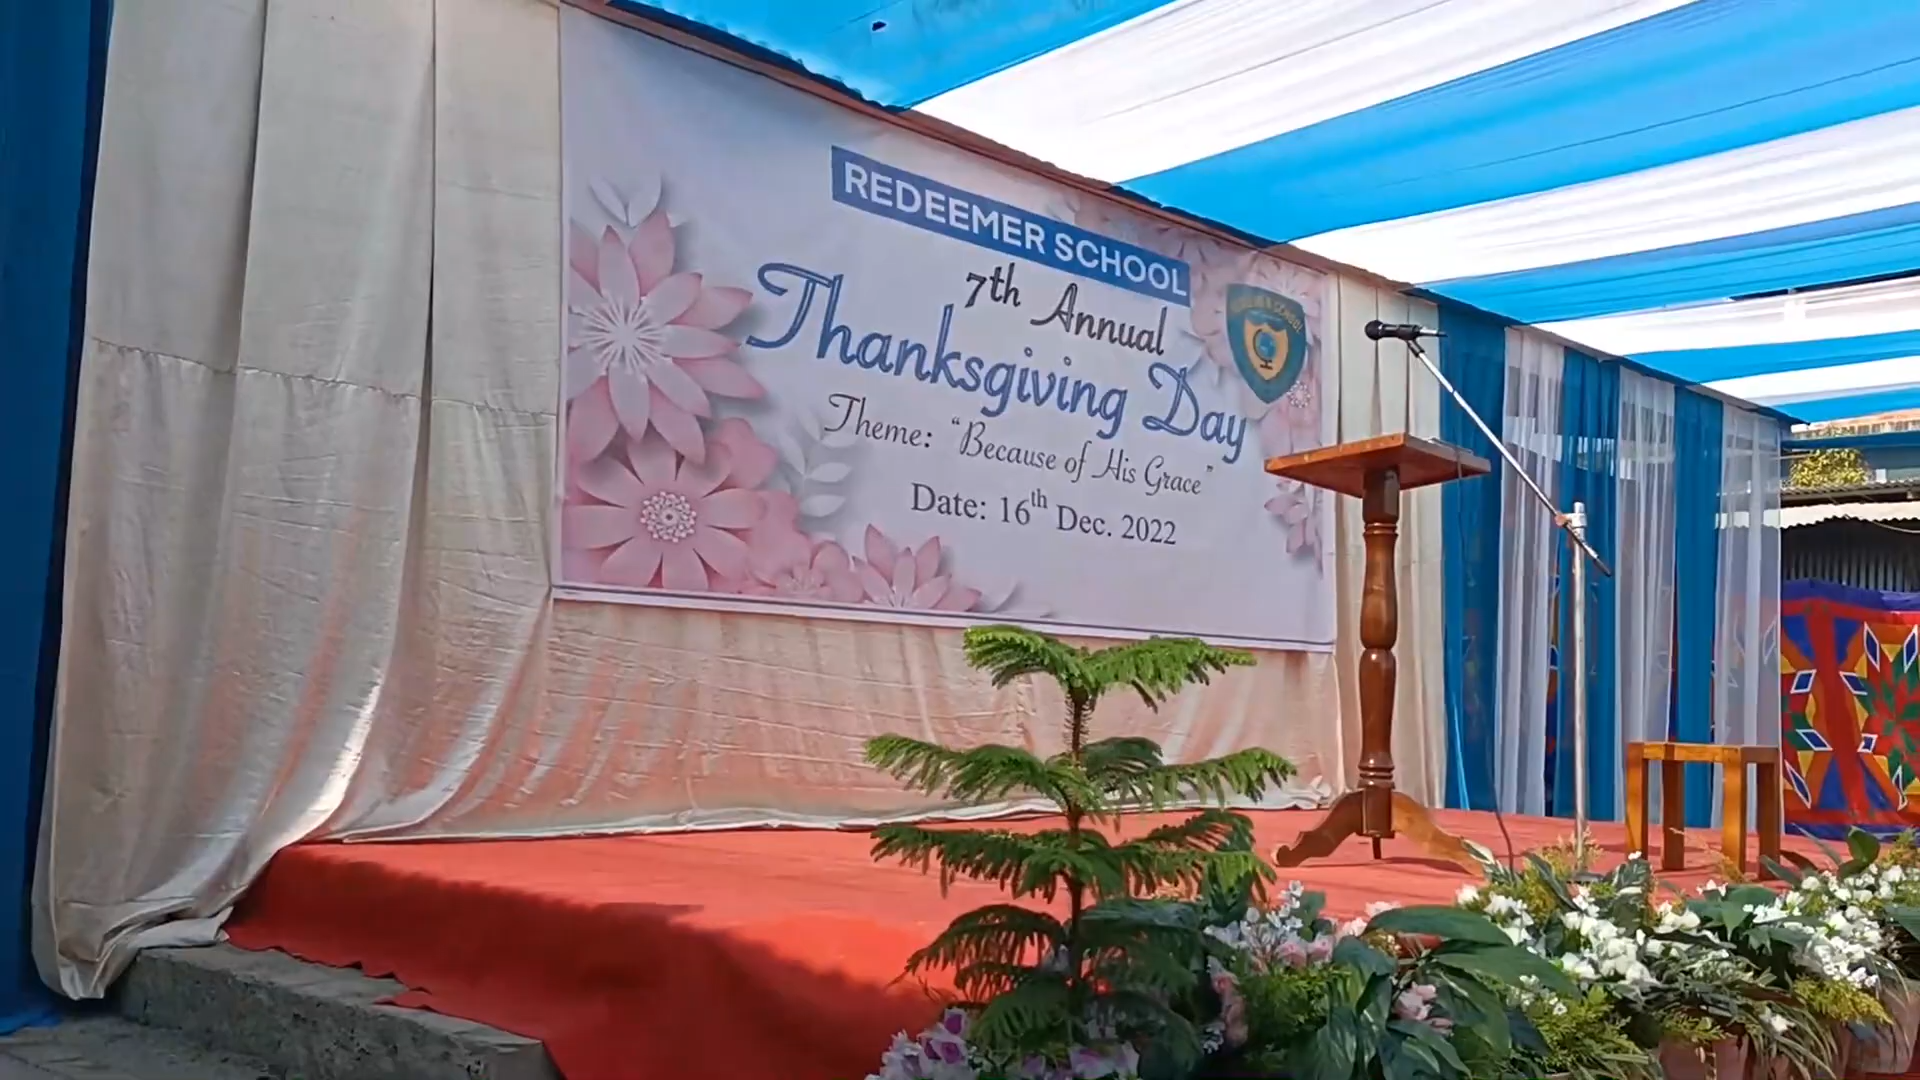 REDEEMER SCHOOL
7th Annual
Thanksgiving Day
Theme: "Because of His Grace"
Date: 16th Dec. 2022